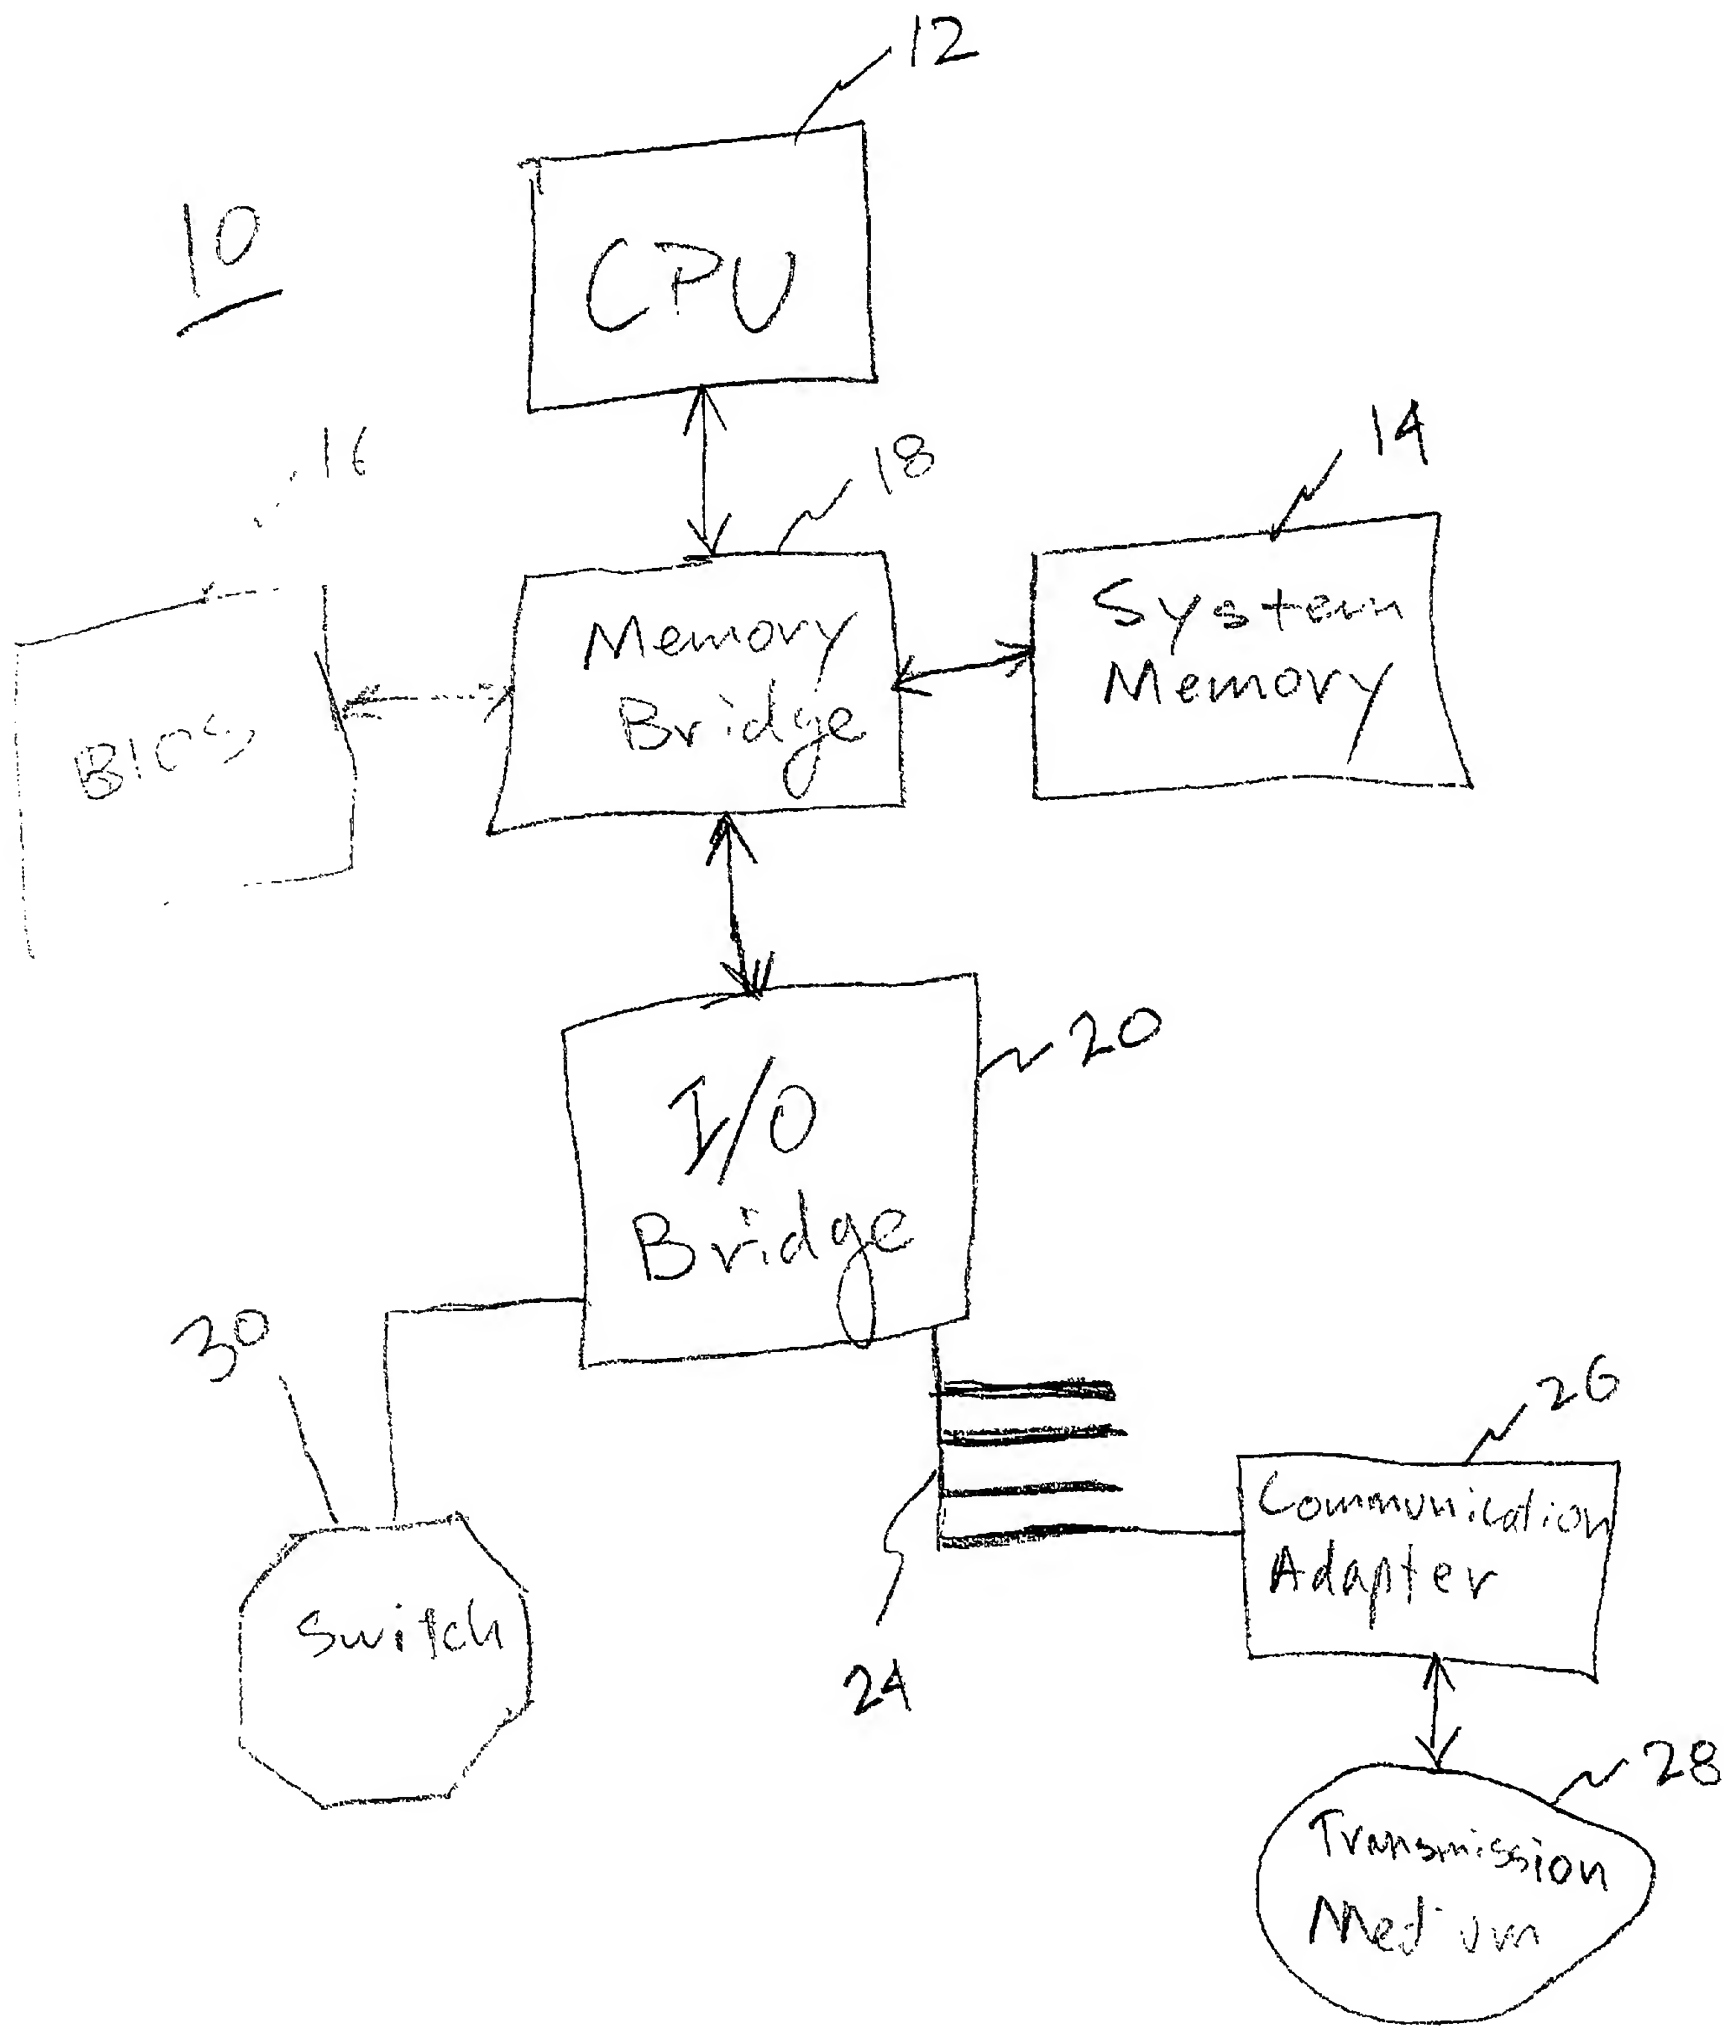 12
10
CPU
16
18
14
System
Memory
Memory
Bridge
BIOS
20
I/O
Bridge
30
26
Communication
Adapter
Switch
24
28
Transmission
Medium